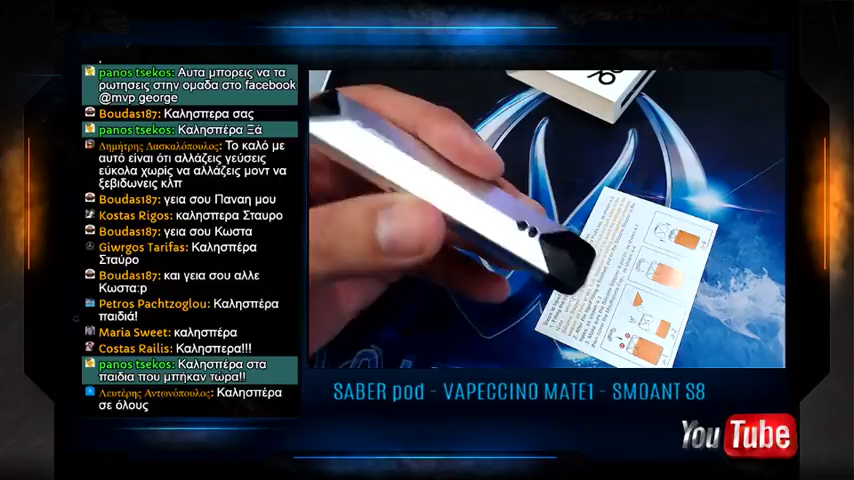 panos tsekos: Αυτα μπορεις να τα
ρωτησεις στην ομαδα στο facebook
@mvp george
Boudas187: Καλησπερα σας
panos tsekos: Καλησπέρα Ξά
Δημήτρης Δασκαλόπουλος: Το καλό με
αυτό είναι ότι αλλάζεις γεύσεις
εύκολα χωρίς να αλλάζεις μοντ να
ξεβιδωνεις κλπ
Boudas187: γεια σου Παναη μου
Kostas Rigos: καλησπερα Σταυρο
Boudas187: γεια σου Κωστα
Giwrgos Tarifas: Καλησπέρα
Σταύρο
Boudas187: και γεια σου αλλε
Κωστα:p
Petros Pachtzoglou: Καλησπέρα
παιδιά!
Maria Sweet: καλησπέρα
Costas Railis: Καλησπερα!!!
panos tsekos: Καλησπέρα στα
παιδια που μπήκαν τώρα!!
Λευτέρης Αντωνόπουλος: Καλησπέρα
σε όλους
SABER pod - VAPECCINO MATE1 - SMOANT S8
YouTube